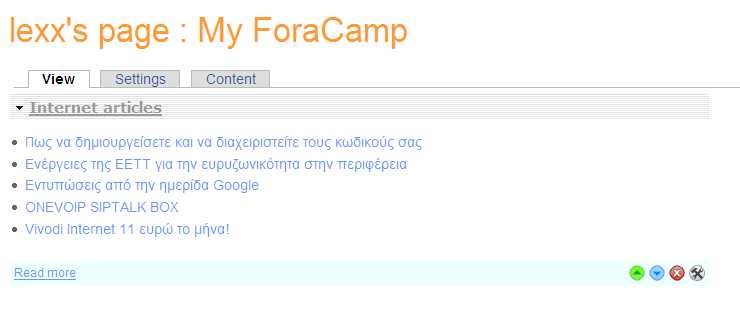 lexx's page : My ForaCamp
View Settings Content
Internet articles
Πως να δημιουργείσετε και να διαχειριστείτε τους κωδικούς σας
Ενέργειες της ΕΕΤΤ για την ευρυζωνικότητα στην περιφέρεια
Εντυπώσεις από την ημερίδα Google
ONEVOIP SIPTALK BOX
Vivodi Internet 11 ευρώ το μήνα!
Read more